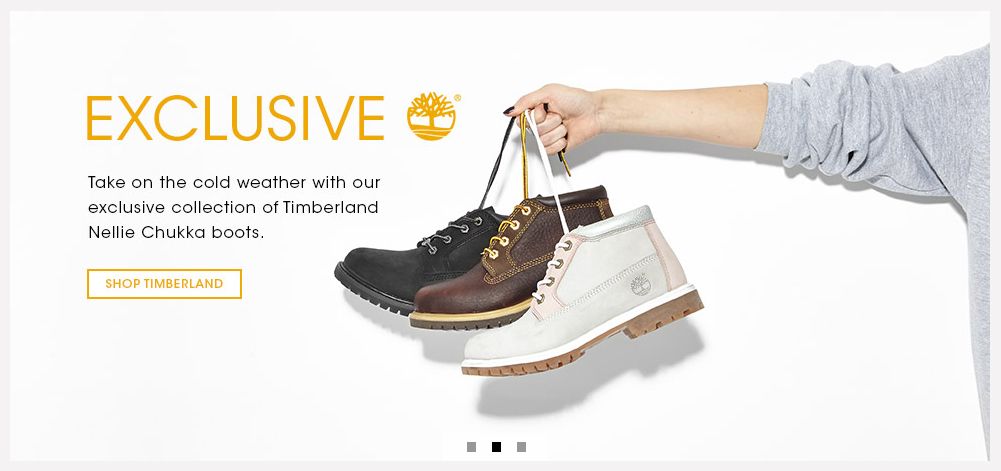 EXCLUSIVE ®
Take on the cold weather with our
exclusive collection of Timberland
Nellie Chukka boots.
SHOP TIMBERLAND